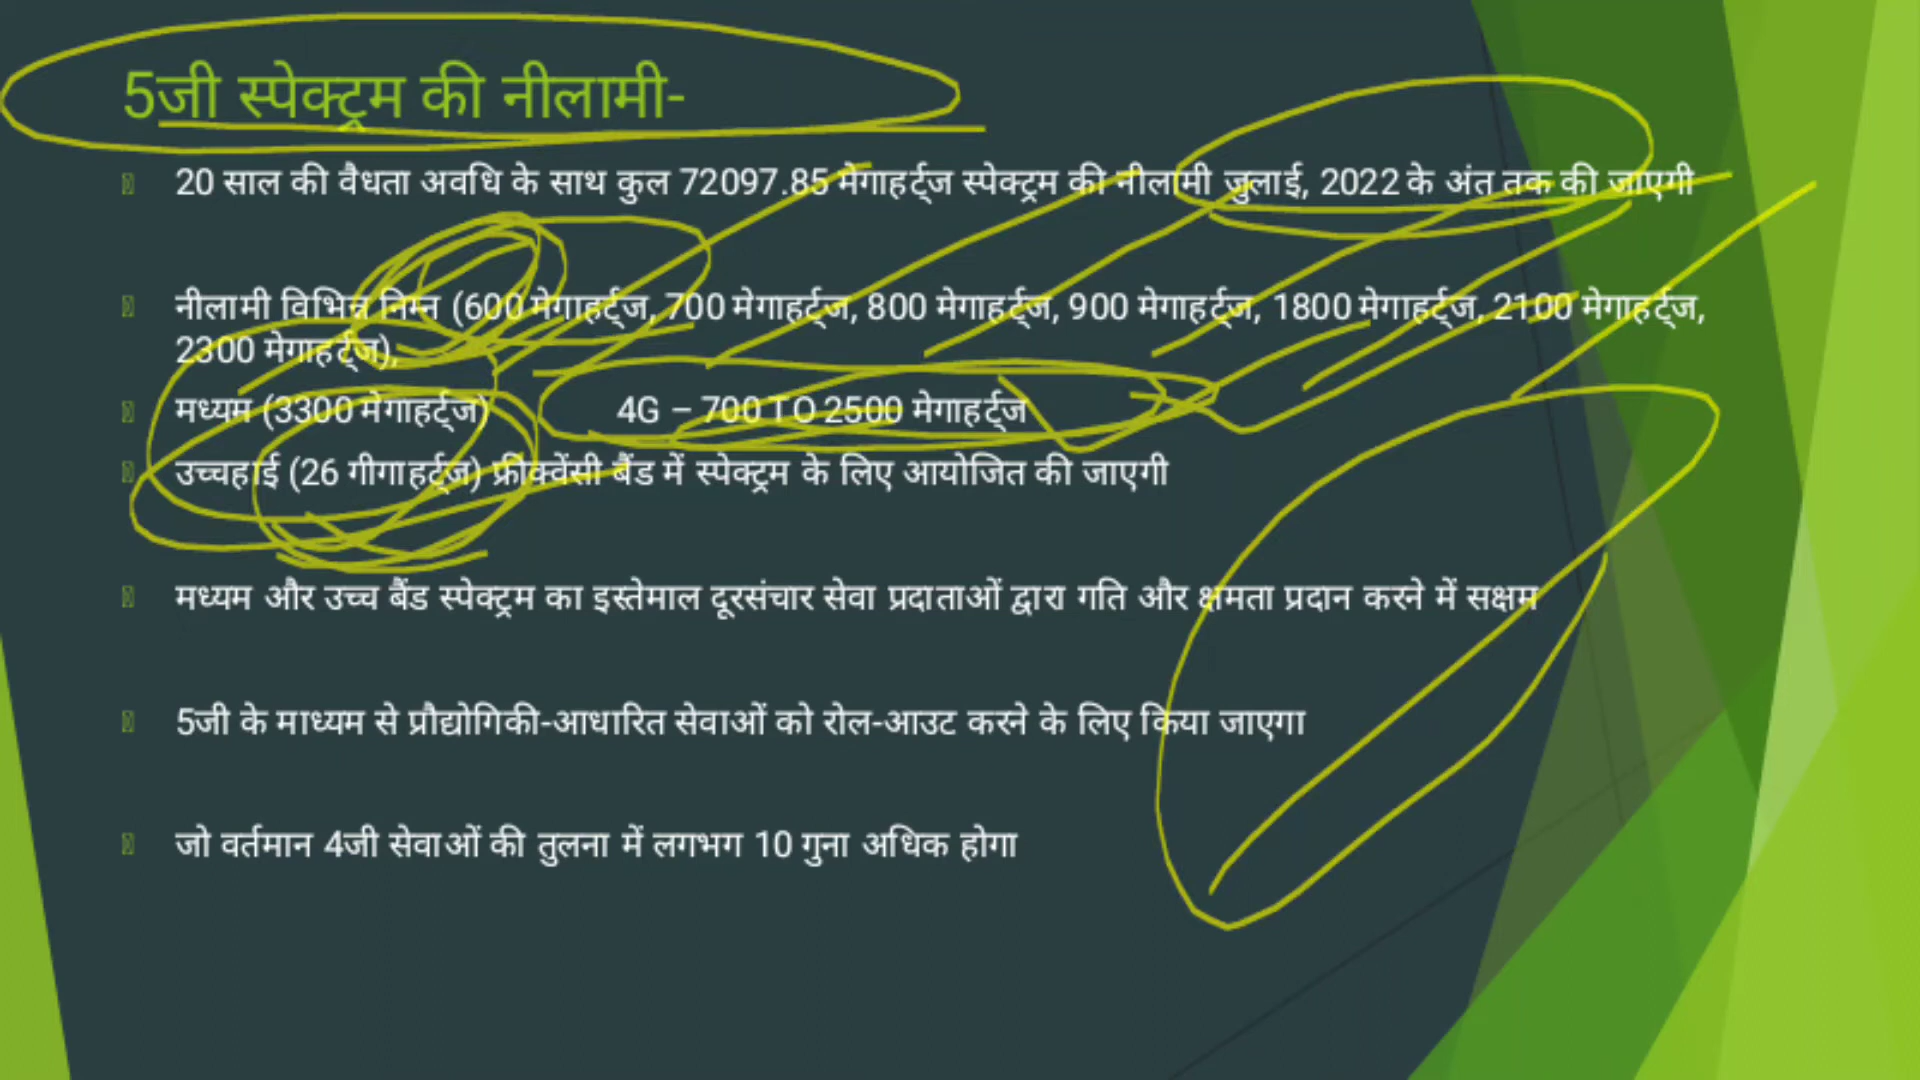 5जी स्पेक्ट्रम की नीलामी-
20 साल की वैधता अवधि के साथ कुल 72097.85 मेगाहर्ट्ज स्पेक्ट्रम की नीलामी जुलाई, 2022 के अंत तक की जाएगी
नीलामी विभिन्न निम्न (600 मेगाहर्ट्ज, 700 मेगाहर्ट्ज, 800 मेगाहर्ट्ज, 900 मेगाहर्ट्ज, 1800 मेगाहर्ट्ज, 2100 मेगाहर्ट्ज,
2300 मेगाहर्ट्ज),
मध्यम (3300 मेगाहर्ट्ज) 4G – 700 TO 2500 मेगाहर्ट्ज
उच्चहाई (26 गीगाहर्ट्ज) फ्रीक्वेंसी बैंड में स्पेक्ट्रम के लिए आयोजित की जाएगी
मध्यम और उच्च बैंड स्पेक्ट्रम का इस्तेमाल दूरसंचार सेवा प्रदाताओं द्वारा गति और क्षमता प्रदान करने में सक्षम
5जी के माध्यम से प्रौद्योगिकी-आधारित सेवाओं को रोल-आउट करने के लिए किया जाएगा
जो वर्तमान 4जी सेवाओं की तुलना में लगभग 10 गुना अधिक होगा